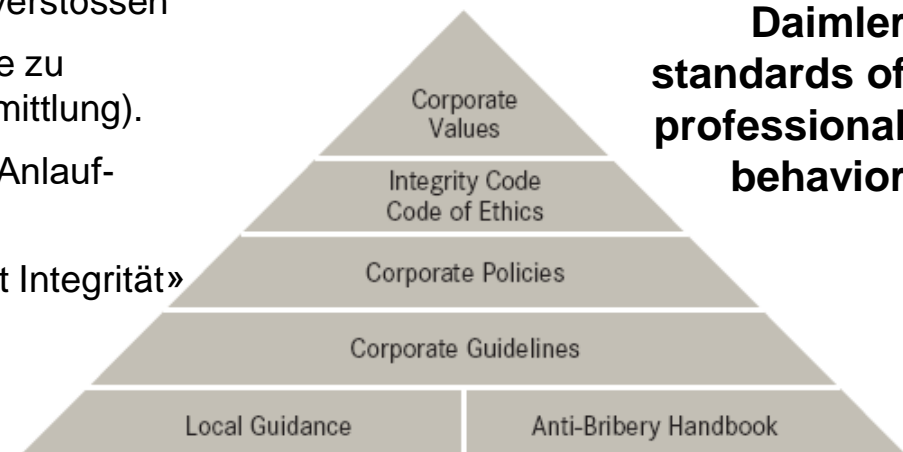 verstossen
e zu
mittlung).
Anlauf-
t Integrität»
Daimler
standards of
professional
behavior
Corporate
Values
Integrity Code
Code of Ethics
Corporate Policies
Corporate Guidelines
Local Guidance
Anti-Bribery Handbook